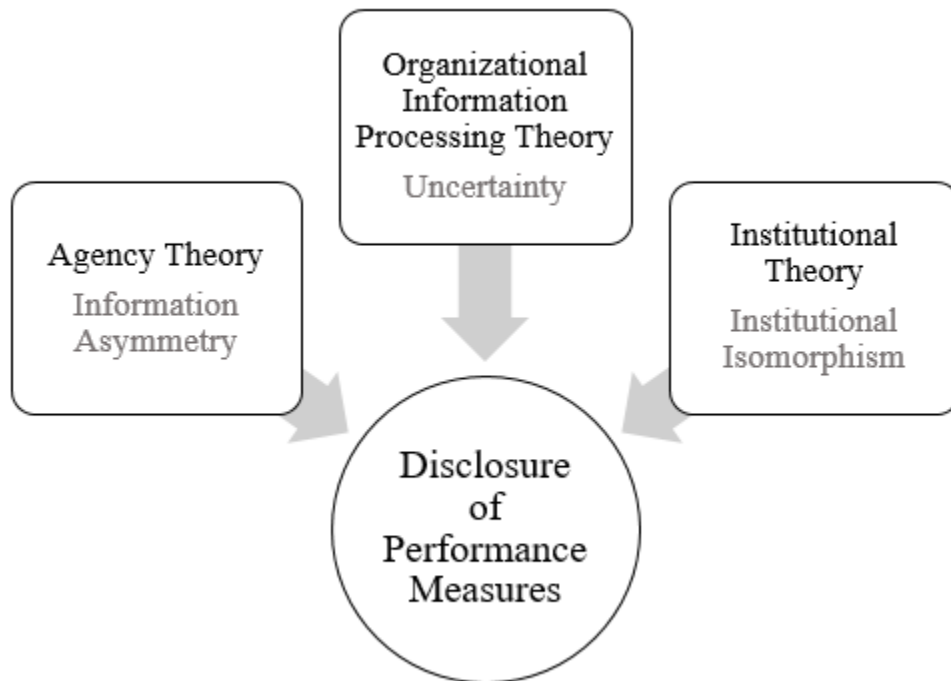 Organizational
Information
Processing Theory
Uncertainty
Agency Theory
Information
Asymmetry
Institutional
Theory
Institutional
Isomorphism
Disclosure
of
Performance
Measures